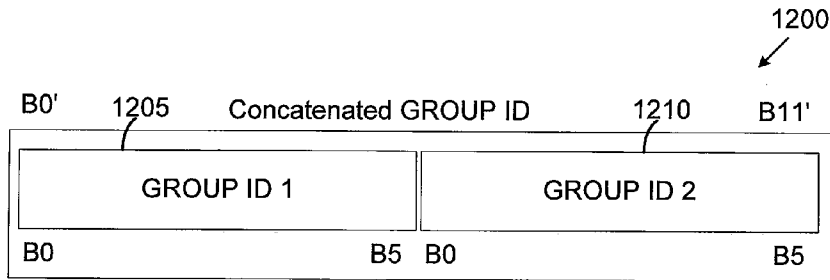 1200
B0' 1205 Concatenated GROUP ID 1210 B11'
GROUP ID 1 GROUP ID 2
B0 B5 B0 B5